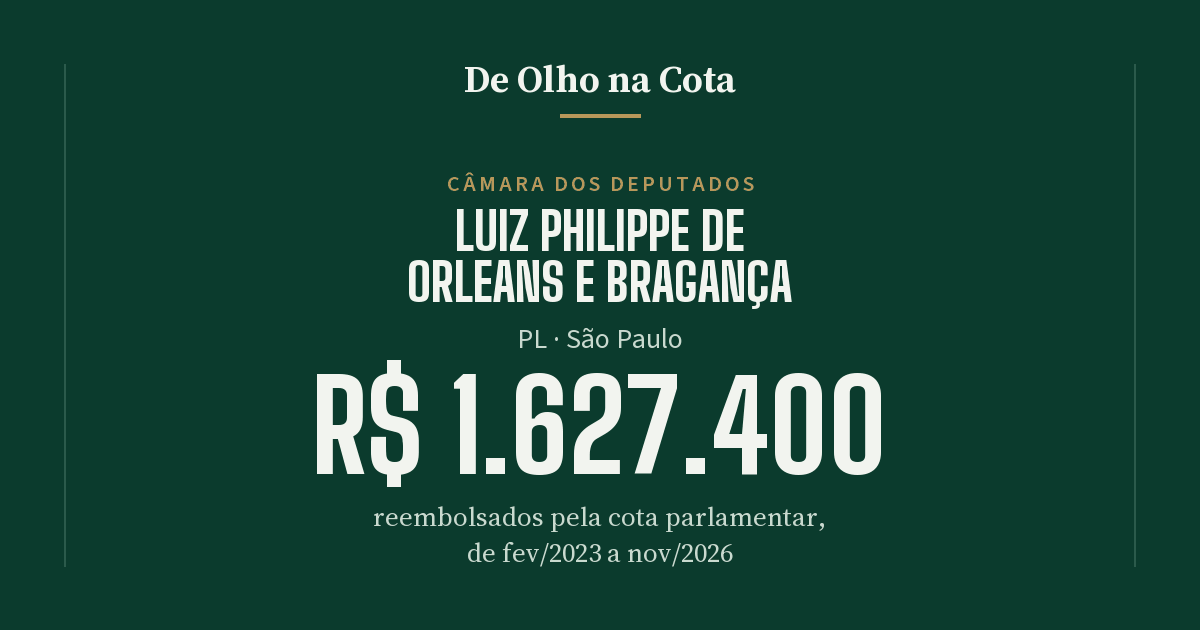 De Olho na Cota
CÂMARA DOS DEPUTADOS
LUIZ PHILIPPE DE
ORLEANS E BRAGANÇA
PL · São Paulo
R$ 1.627.400
reembolsados pela cota parlamentar,
de fev/2023 a nov/2026